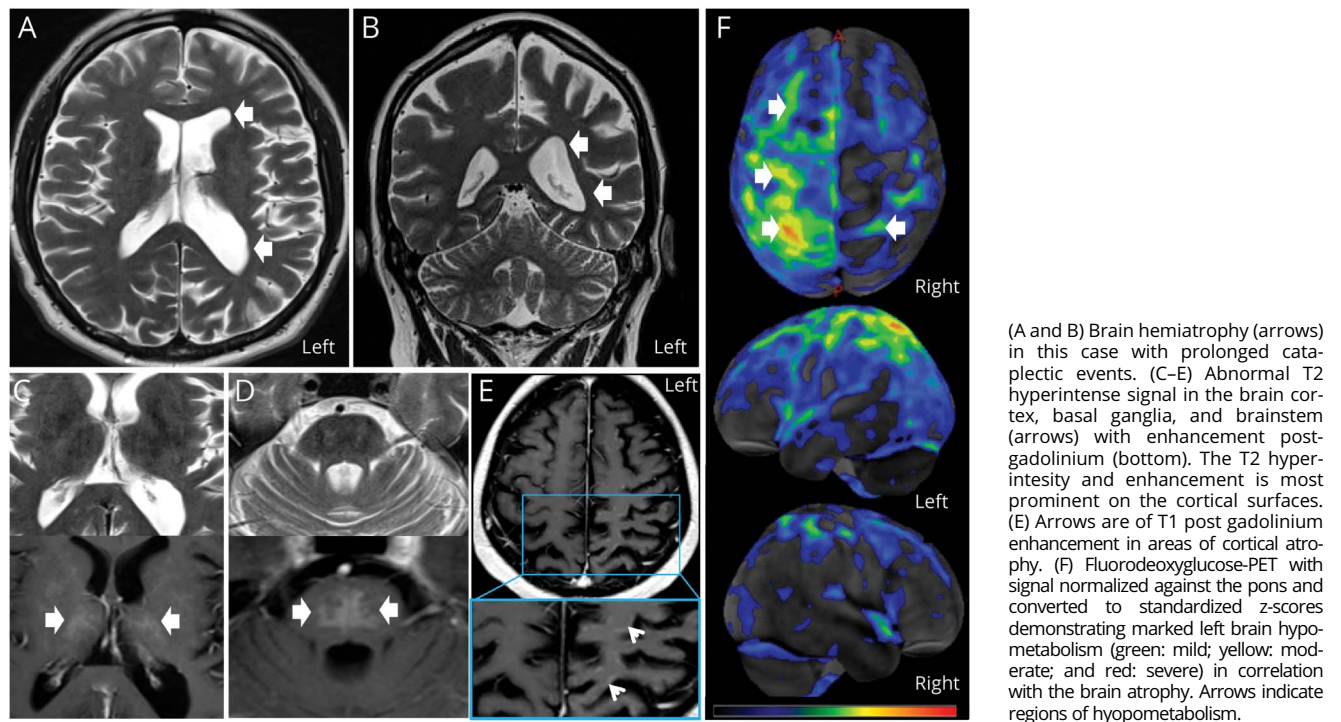 A
B
F
A
Left
Left
P
Right
C
D
E
Left
Left
Right
(A and B) Brain hemiatrophy (arrows)
in this case with prolonged cata-
plectic events. (C–E) Abnormal T2
hyperintense signal in the brain cor-
tex, basal ganglia, and brainstem
(arrows) with enhancement post-
gadolinium (bottom). The T2 hyper-
intesity and enhancement is most
prominent on the cortical surfaces.
(E) Arrows are of T1 post gadolinium
enhancement in areas of cortical atro-
phy. (F) Fluorodeoxyglucose-PET with
signal normalized against the pons and
converted to standardized z-scores
demonstrating marked left brain hypo-
metabolism (green: mild; yellow: mod-
erate; and red: severe) in correlation
with the brain atrophy. Arrows indicate
regions of hypopometabolism.